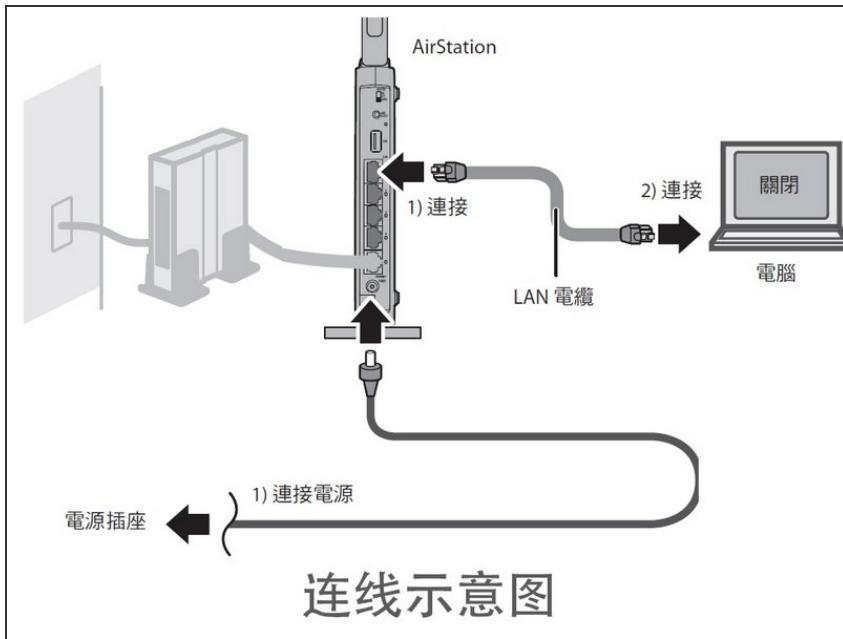 AirStation
1) 連接
2) 連接
關閉
電腦
LAN 電纜
1) 連接電源
電源插座
连线示意图